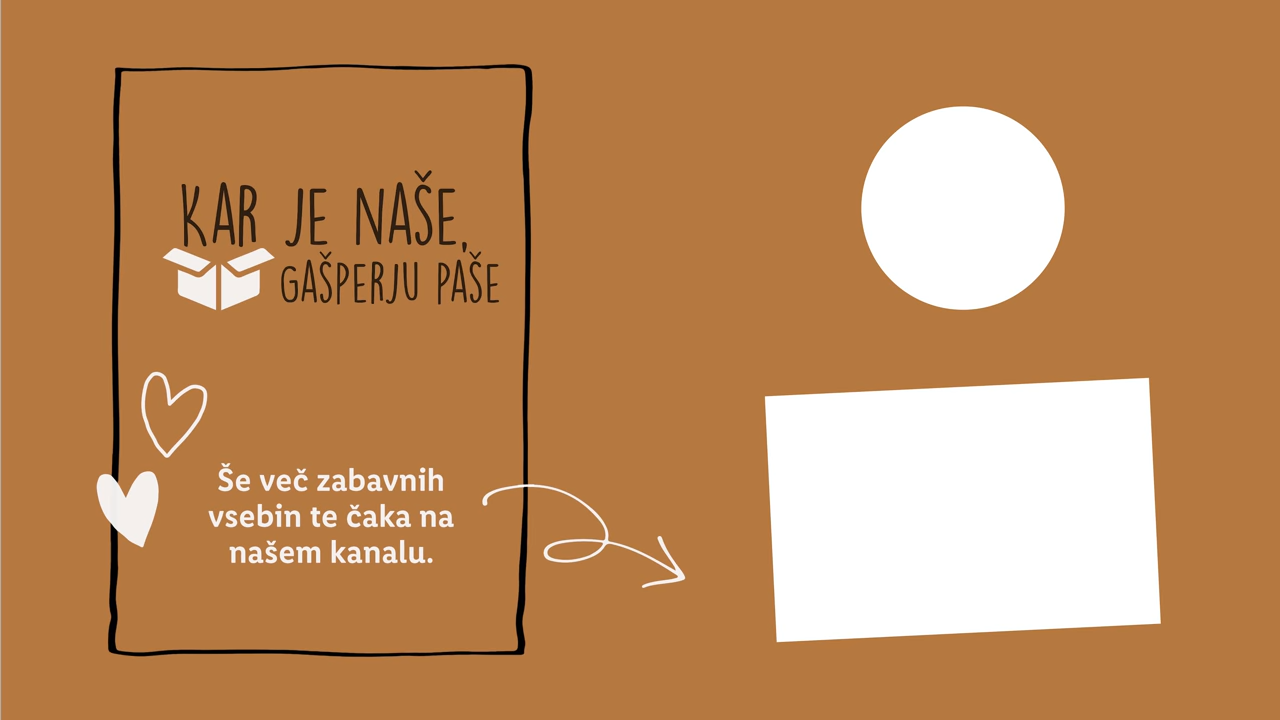 KAR JE NAŠE,
GAŠPERJU PAŠE
Še več zabavnih
vsebin te čaka na
našem kanalu.